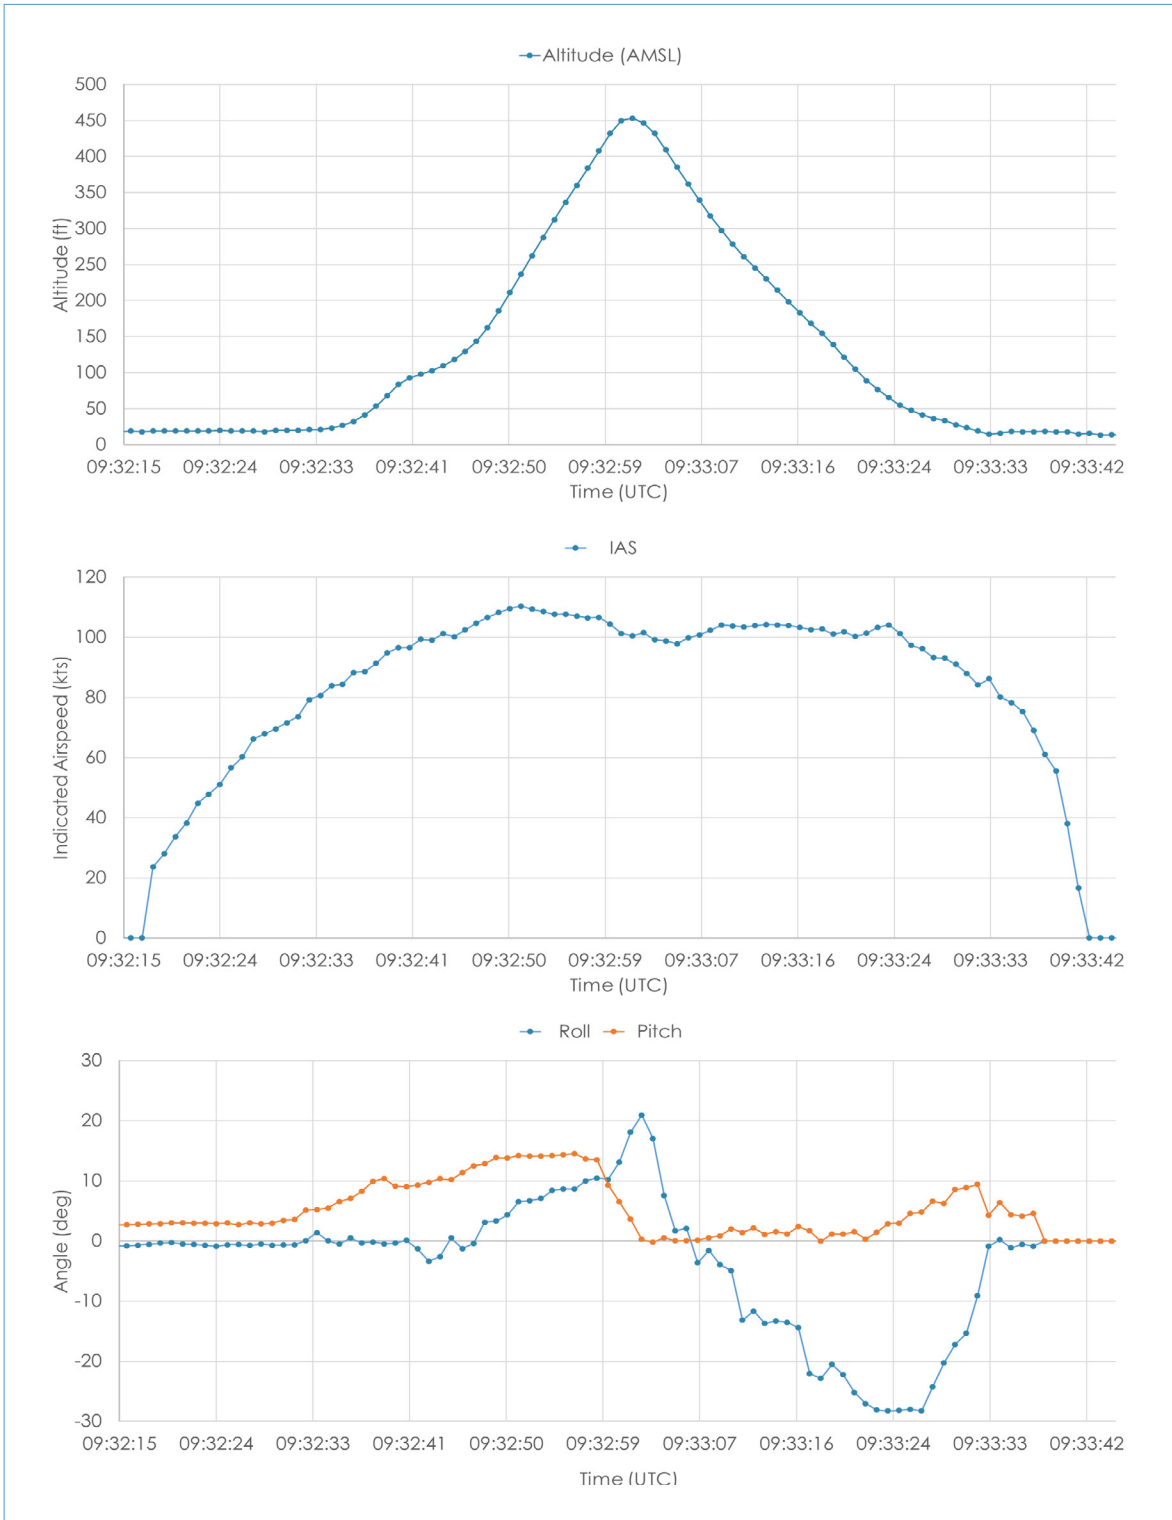 Altitude (AMSL)
500
450
400
350
300
250
200
150
100
50
0
Altitude (ft)
09:32:15 09:32:24 09:32:33 09:32:41 09:32:50 09:32:59 09:33:07 09:33:16 09:33:24 09:33:33 09:33:42
Time (UTC)
IAS
120
100
80
60
40
20
0
Indicated Airspeed (kts)
09:32:15 09:32:24 09:32:33 09:32:41 09:32:50 09:32:59 09:33:07 09:33:16 09:33:24 09:33:33 09:33:42
Time (UTC)
Roll Pitch
30
20
10
0
-10
-20
-30
Angle (deg)
09:32:15 09:32:24 09:32:33 09:32:41 09:32:50 09:32:59 09:33:07 09:33:16 09:33:24 09:33:33 09:33:42
Time (UTC)